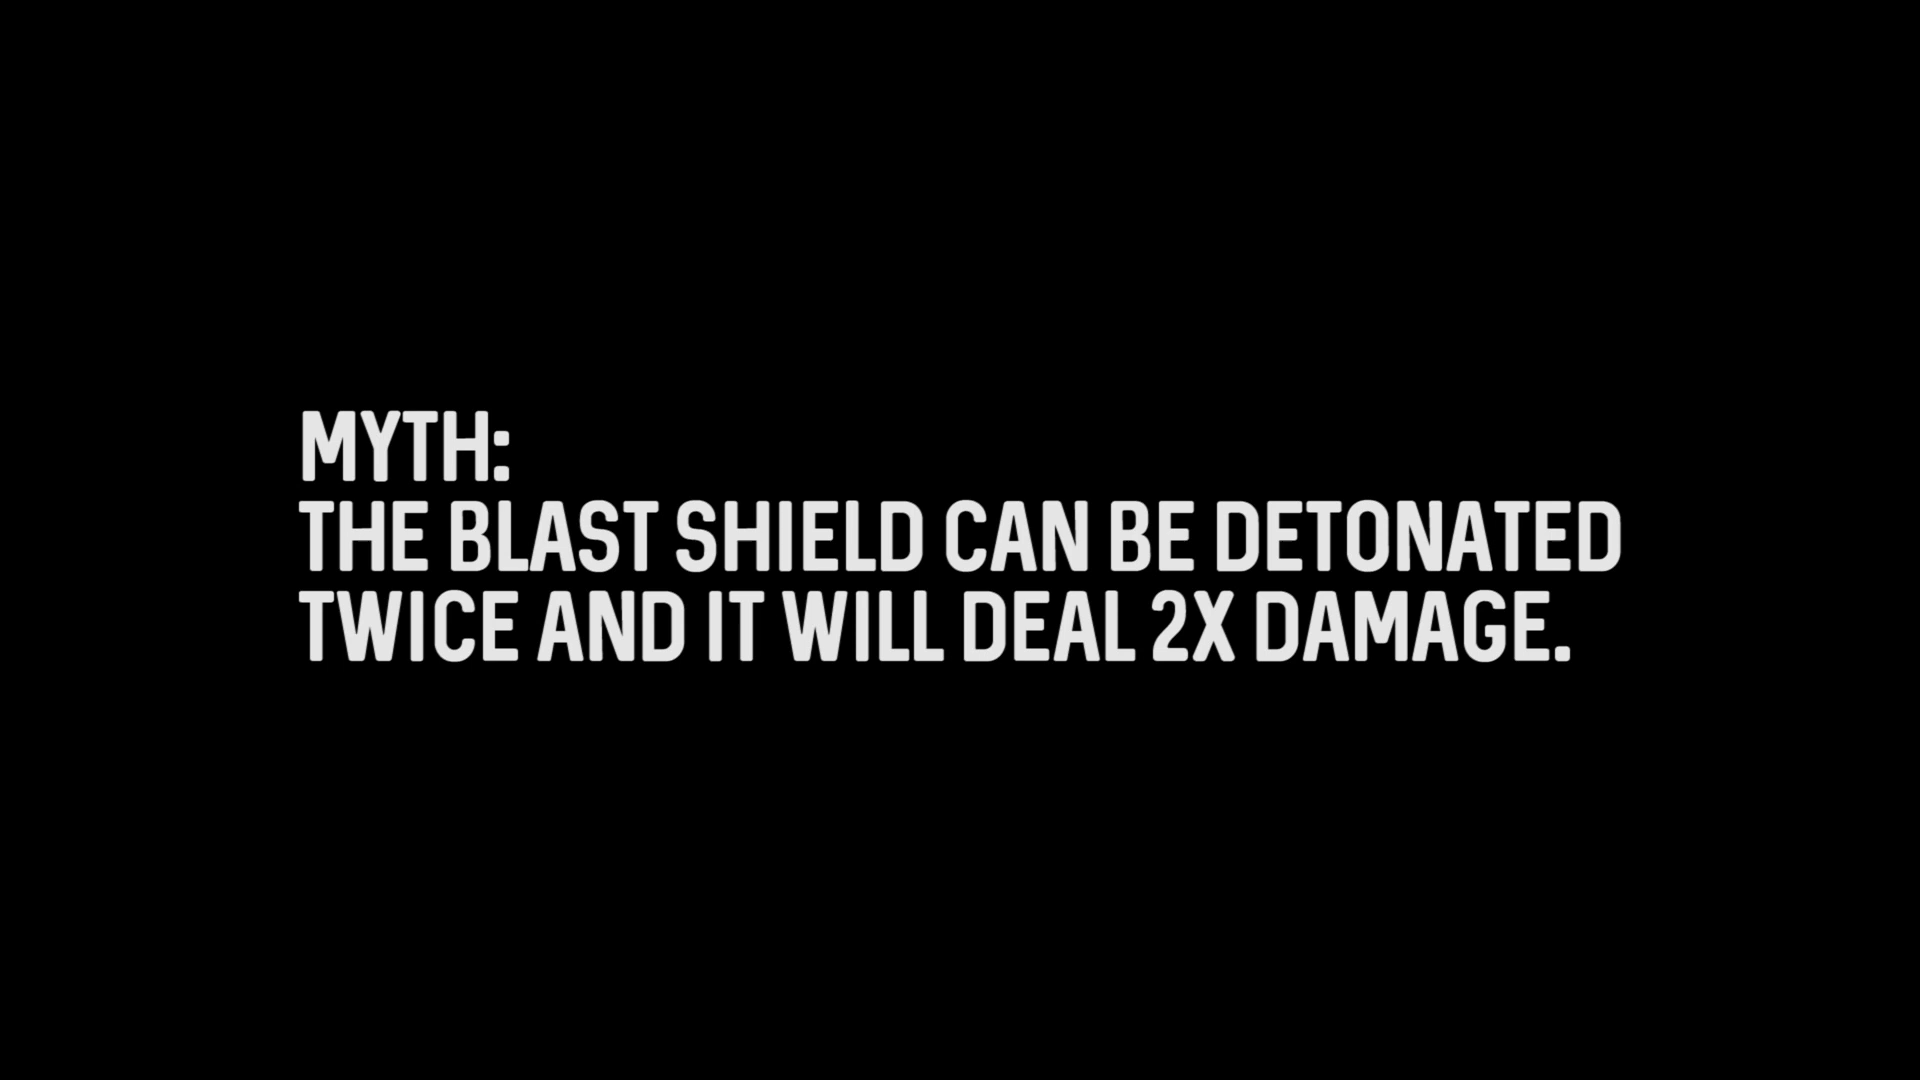 MYTH:
THE BLAST SHIELD CAN BE DETONATED
TWICE AND IT WILL DEAL 2X DAMAGE.